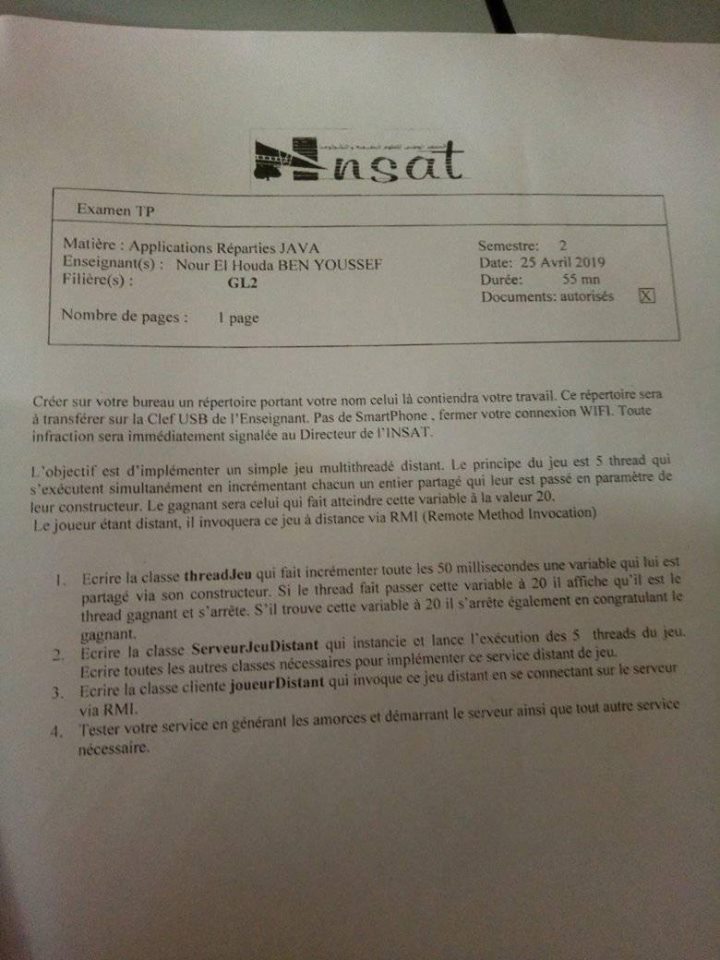 المعهد الوطني للعلوم التطبيقية والتكنولوجيا
insat
Examen TP
Matière : Applications Réparties JAVA
Enseignant(s) : Nour El Houda BEN YOUSSEF
Filière(s) : GL2
Nombre de pages : 1 page
Semestre: 2
Date: 25 Avril 2019
Durée: 55 mn
Documents: autorisés X
Créer sur votre bureau un répertoire portant votre nom celui là contiendra votre travail. Ce répertoire sera
à transférer sur la Clef USB de l'Enseignant. Pas de SmartPhone , fermer votre connexion WIFI. Toute
infraction sera immédiatement signalée au Directeur de l'INSAT.
L'objectif est d'implémenter un simple jeu multithreadé distant. Le principe du jeu est 5 thread qui
s'exécutent simultanément en incrémentant chacun un entier partagé qui leur est passé en paramètre de
leur constructeur. Le gagnant sera celui qui fait atteindre cette variable à la valeur 20.
Le joueur étant distant, il invoquera ce jeu à distance via RMI (Remote Method Invocation)
1. Ecrire la classe threadJeu qui fait incrémenter toute les 50 millisecondes une variable qui lui est
partagé via son constructeur. Si le thread fait passer cette variable à 20 il affiche qu'il est le
thread gagnant et s'arrête. S'il trouve cette variable à 20 il s'arrête également en congratulant le
gagnant.
2. Ecrire la classe ServeurJeuDistant qui instancie et lance l'exécution des 5 threads du jeu.
Ecrire toutes les autres classes nécessaires pour implémenter ce service distant de jeu.
3. Ecrire la classe cliente joueurDistant qui invoque ce jeu distant en se connectant sur le serveur
via RMI.
4. Tester votre service en générant les amorces et démarrant le serveur ainsi que tout autre service
nécessaire.